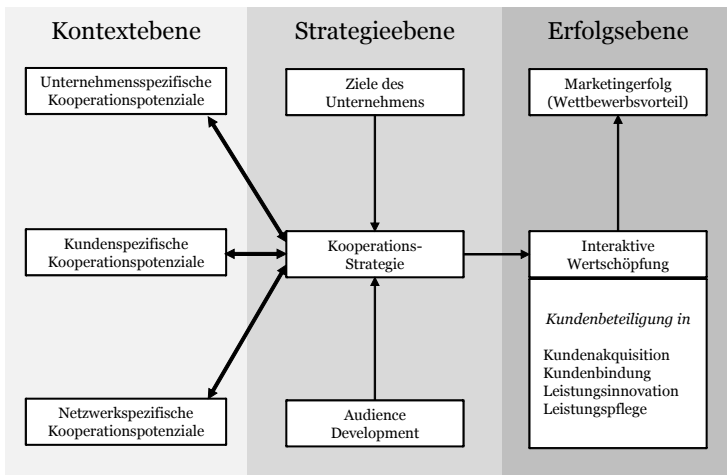 Kontextebene
Strategieebene
Erfolgsebene
Unternehmensspezifische
Kooperationspotenziale
Ziele des
Unternehmens
Marketingerfolg
(Wettbewerbsvorteil)
Kundenspezifische
Kooperationspotenziale
Kooperations-
Strategie
Interaktive
Wertschöpfung
Kundenbeteiligung in
Kundenakquisition
Kundenbindung
Leistungsinnovation
Leistungspflege
Netzwerkspezifische
Kooperationspotenziale
Audience
Development